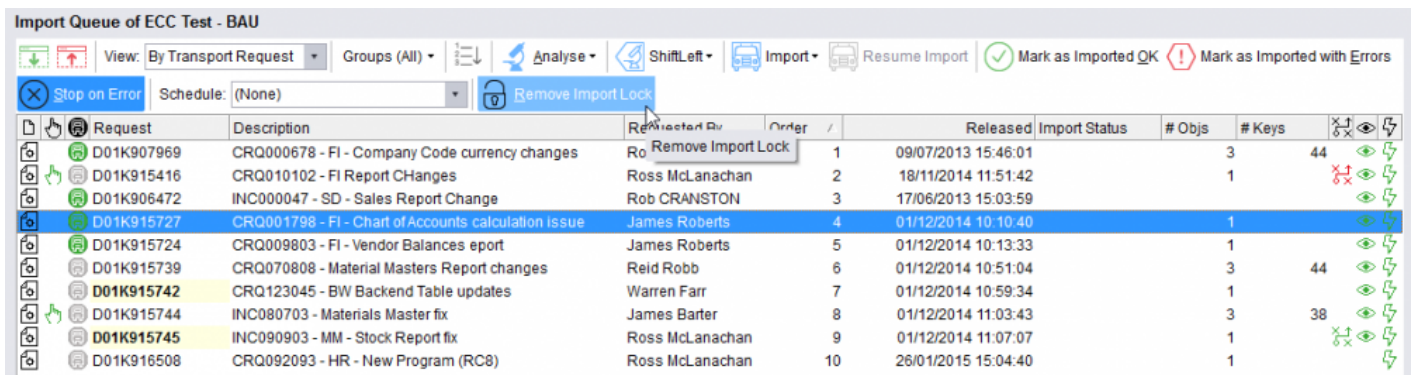 Import Queue of ECC Test - BAU
View: By Transport Request Groups (All) Analyse ShiftLeft Import Resume Import Mark as Imported OK Mark as Imported with Errors
Stop on Error Schedule: (None) Remove Import Lock
Request Description Requested By Order Released Import Status # Objs # Keys
Remove Import Lock
D01K907969 CRQ000678 - FI - Company Code currency changes Ro 1 09/07/2013 15:46:01 3 44
D01K915416 CRQ010102 - FI Report CHanges Ross McLanachan 2 18/11/2014 11:51:42 1
D01K906472 INC000047 - SD - Sales Report Change Rob CRANSTON 3 17/06/2013 15:03:59
D01K915727 CRQ001798 - FI - Chart of Accounts calculation issue James Roberts 4 01/12/2014 10:10:40 1
D01K915724 CRQ009803 - FI - Vendor Balances eport James Roberts 5 01/12/2014 10:13:33 1
D01K915739 CRQ070808 - Material Masters Report changes Reid Robb 6 01/12/2014 10:51:04 3 44
D01K915742 CRQ123045 - BW Backend Table updates Warren Farr 7 01/12/2014 10:59:34 1
D01K915744 INC080703 - Materials Master fix James Barter 8 01/12/2014 11:03:43 3 38
D01K915745 INC090903 - MM - Stock Report fix Ross McLanachan 9 01/12/2014 11:07:07 1
D01K916508 CRQ092093 - HR - New Program (RC8) Ross McLanachan 10 26/01/2015 15:04:40 1